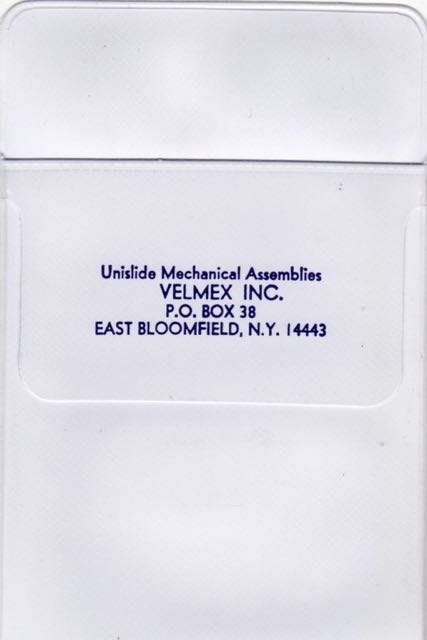 Unislide Mechanical Assemblies
VELMEX INC.
P.O. BOX 38
EAST BLOOMFIELD, N.Y. 14443